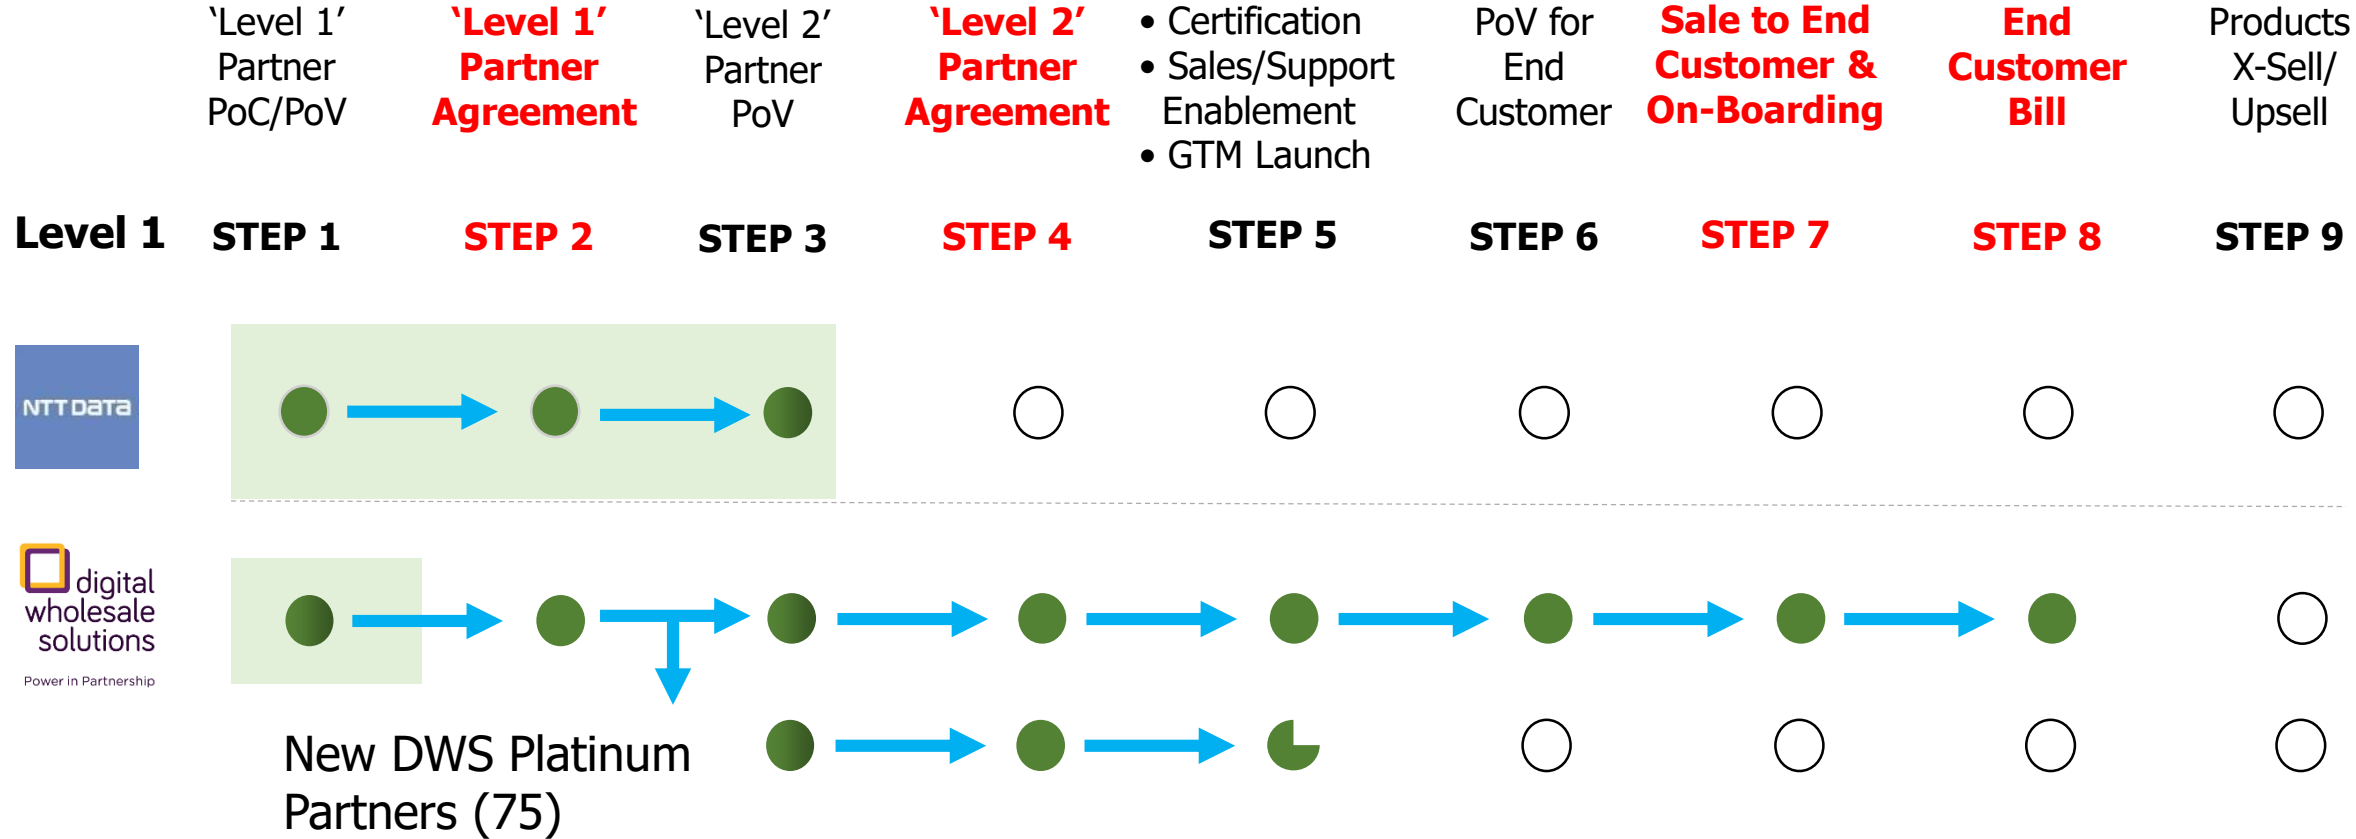 ‘Level 1’
Partner
PoC/PoV
‘Level 1’
Partner
Agreement
‘Level 2’
Partner
PoV
‘Level 2’
Partner
Agreement
• Certification
• Sales/Support
Enablement
• GTM Launch
PoV for
End
Customer
Sale to End
Customer &
On-Boarding
End
Customer
Bill
Products
X-Sell/
Upsell
Level 1 STEP 1 STEP 2 STEP 3 STEP 4 STEP 5 STEP 6 STEP 7 STEP 8 STEP 9
NTT DATA
digital
wholesale
solutions
Power in Partnership
New DWS Platinum
Partners (75)